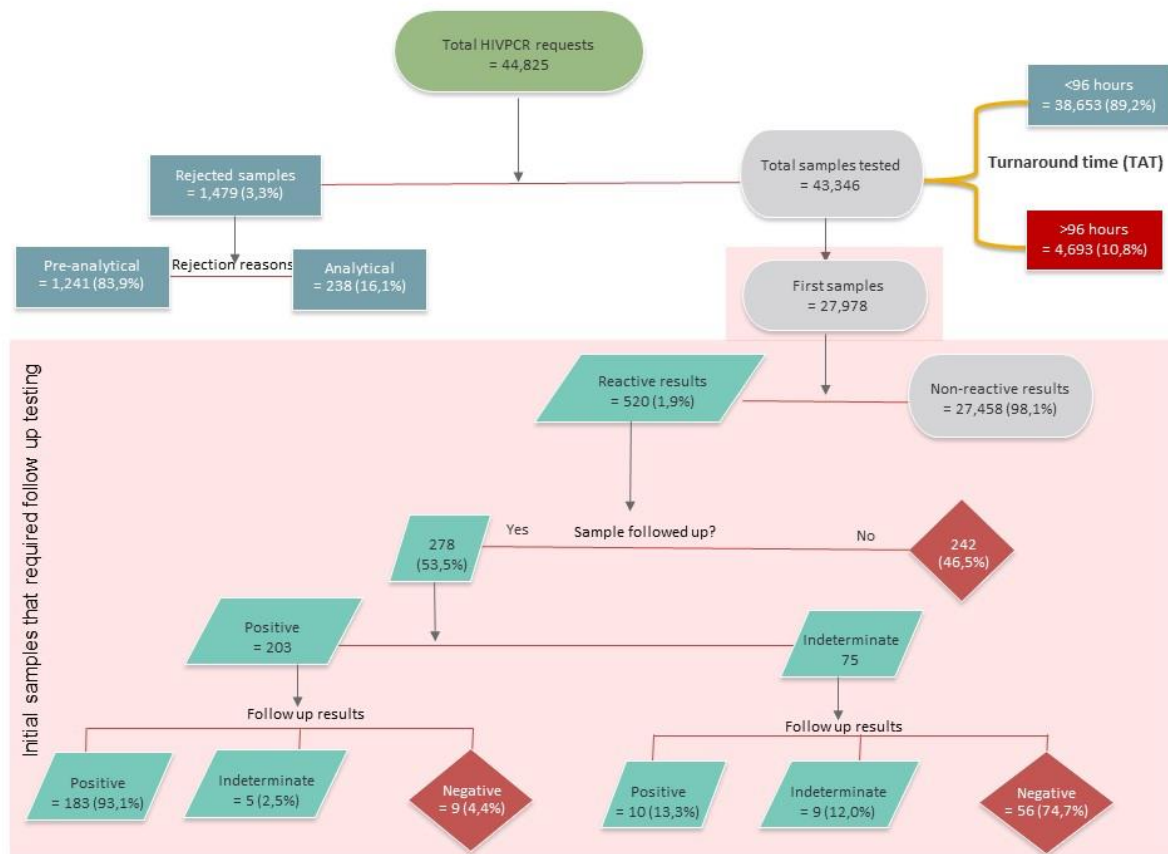 Total HIVPCR requests
= 44,825
<96 hours
= 38,653 (89,2%)
Rejected samples
= 1,479 (3,3%)
Total samples tested
= 43,346
Turnaround time (TAT)
>96 hours
= 4,693 (10,8%)
Pre-analytical
= 1,241 (83,9%)
Rejection reasons
Analytical
= 238 (16,1%)
First samples
= 27,978
Initial samples that required follow up testing
Reactive results
= 520 (1,9%)
Non-reactive results
= 27,458 (98,1%)
Yes
Sample followed up?
No
278
(53,5%)
242
(46,5%)
Positive
= 203
Indeterminate
75
Follow up results
Follow up results
Positive
= 183 (93,1%)
Indeterminate
= 5 (2,5%)
Negative
= 9 (4,4%)
Positive
= 10 (13,3%)
Indeterminate
= 9 (12,0%)
Negative
= 56 (74,7%)